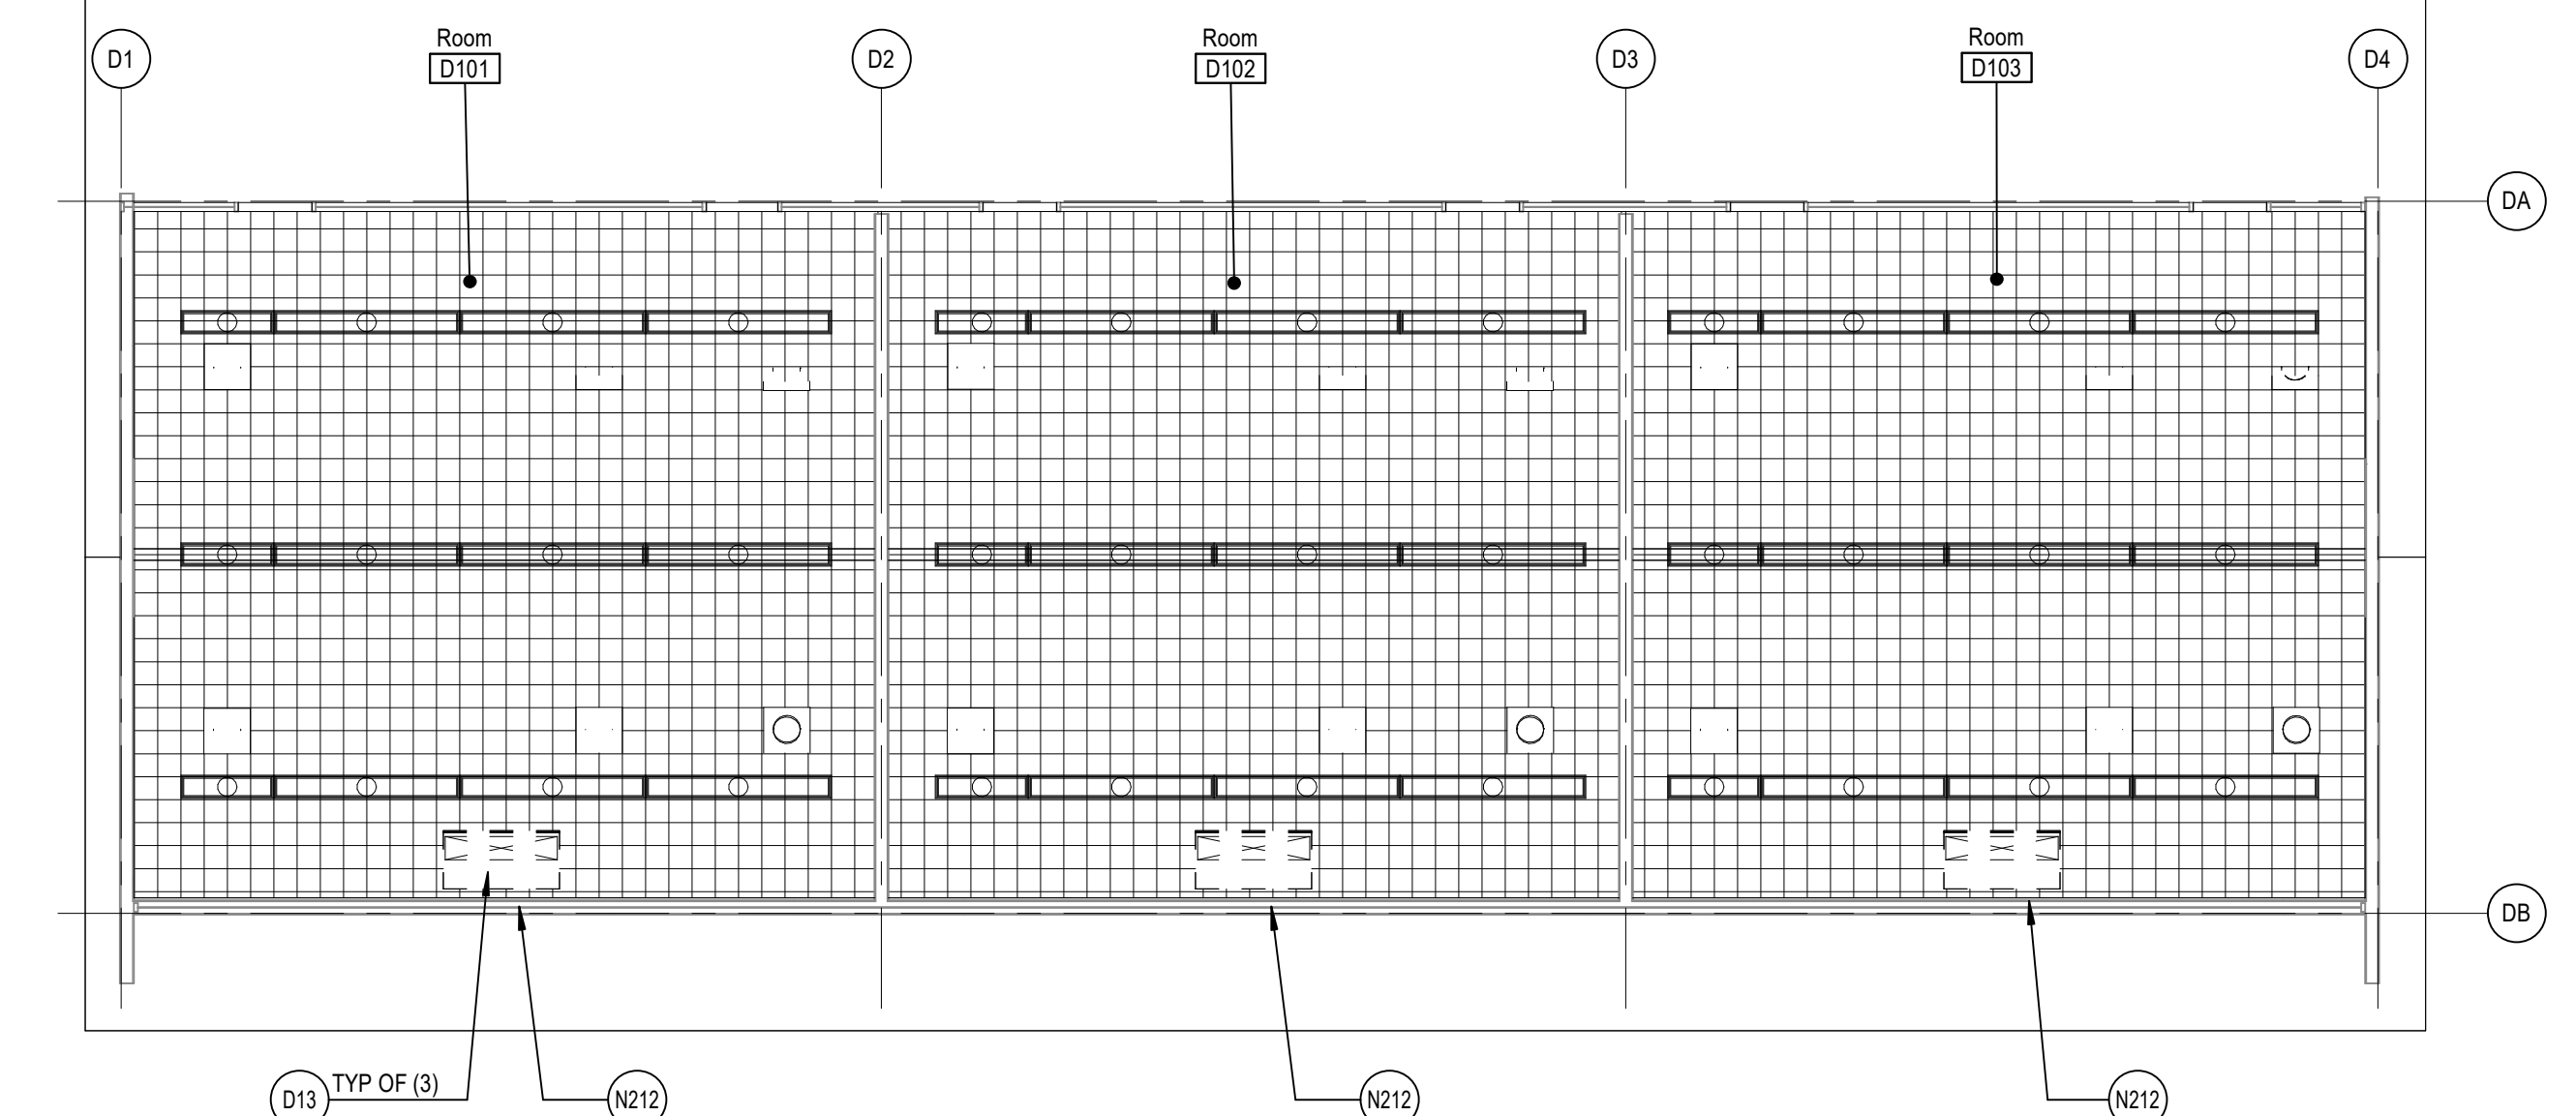 D1
Room
D101
D2
Room
D102
D3
Room
D103
D4
DA
DB
D13 TYP OF (3)
N212
N212
N212